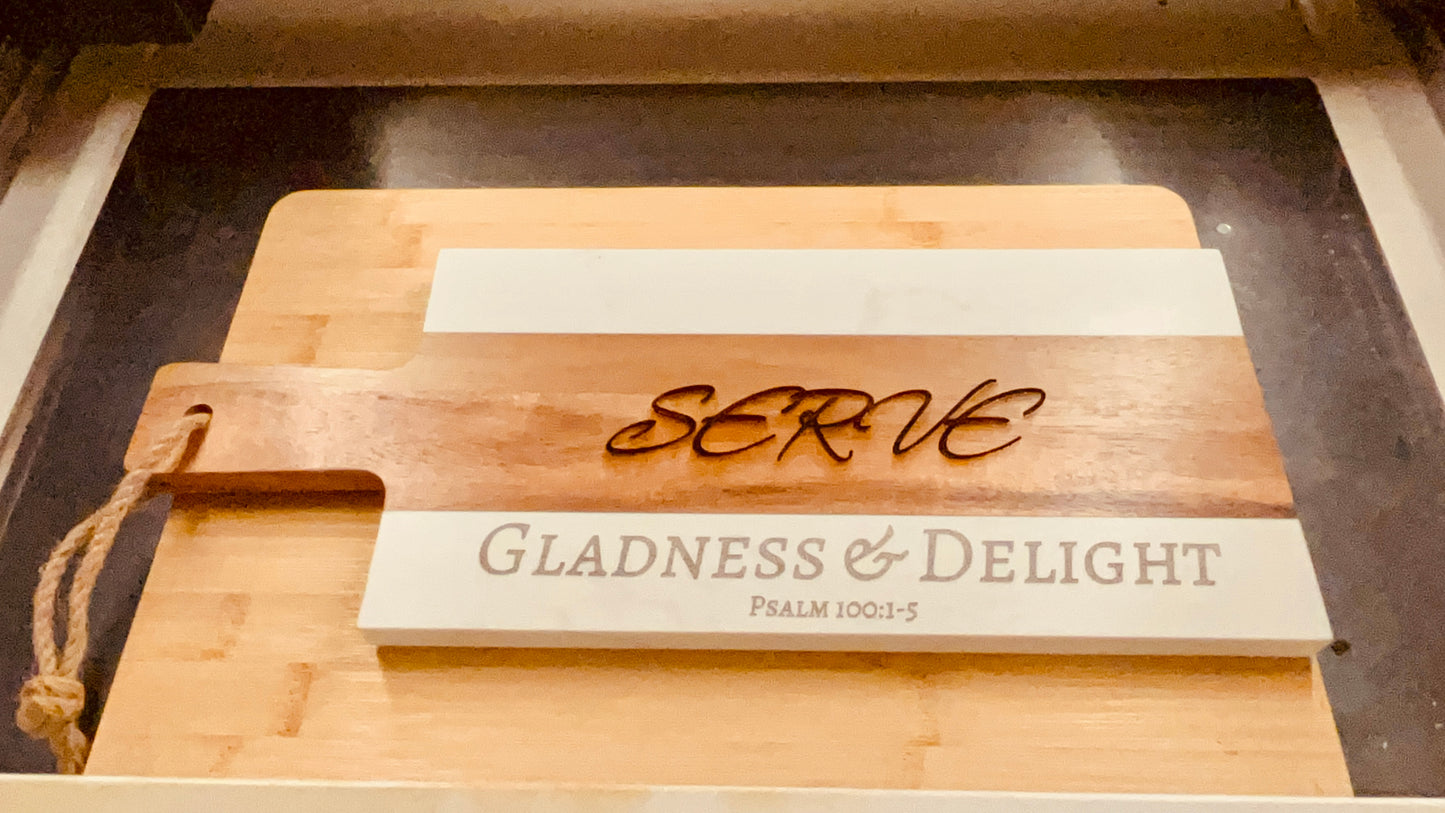 SERVE
GLADNESS & DELIGHT
PSALM 100:1-5